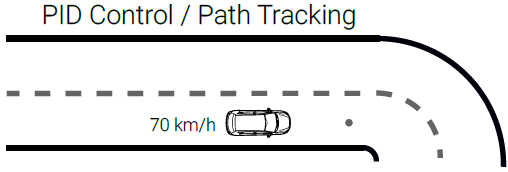 PID Control / Path Tracking
70 km/h